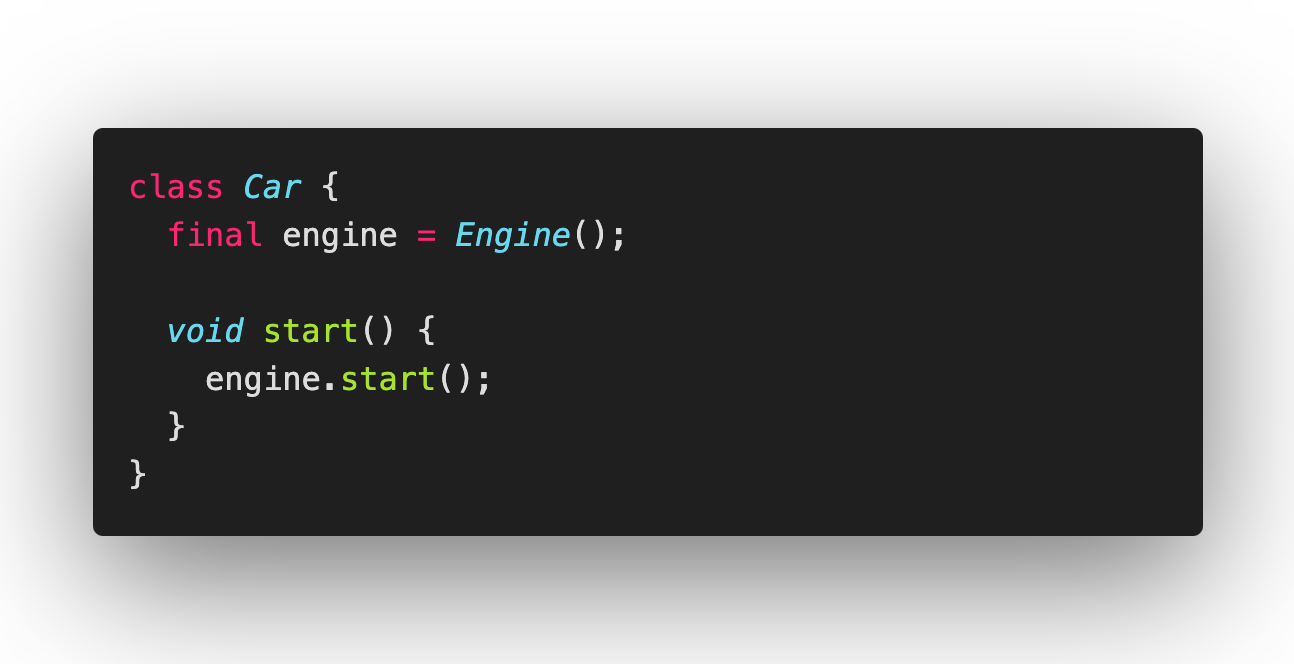 class Car {
  final engine = Engine();

  void start() {
    engine.start();
  }
}